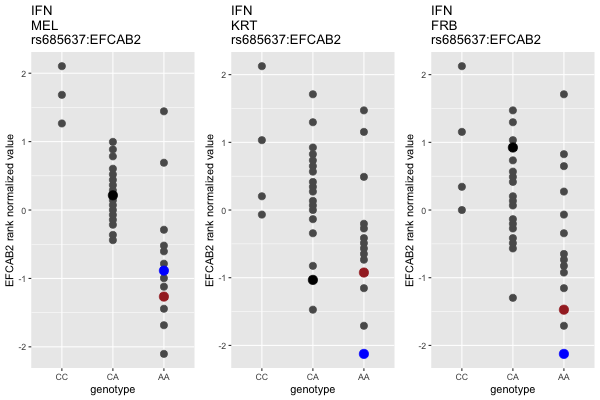 IFN
MEL
rs685637:EFCAB2
EFCAB2 rank normalized value
2
1
0
-1
-2
CC CA AA
genotype
IFN
KRT
rs685637:EFCAB2
EFCAB2 rank normalized value
2
1
0
-1
-2
CC CA AA
genotype
IFN
FRB
rs685637:EFCAB2
EFCAB2 rank normalized value
2
1
0
-1
-2
CC CA AA
genotype